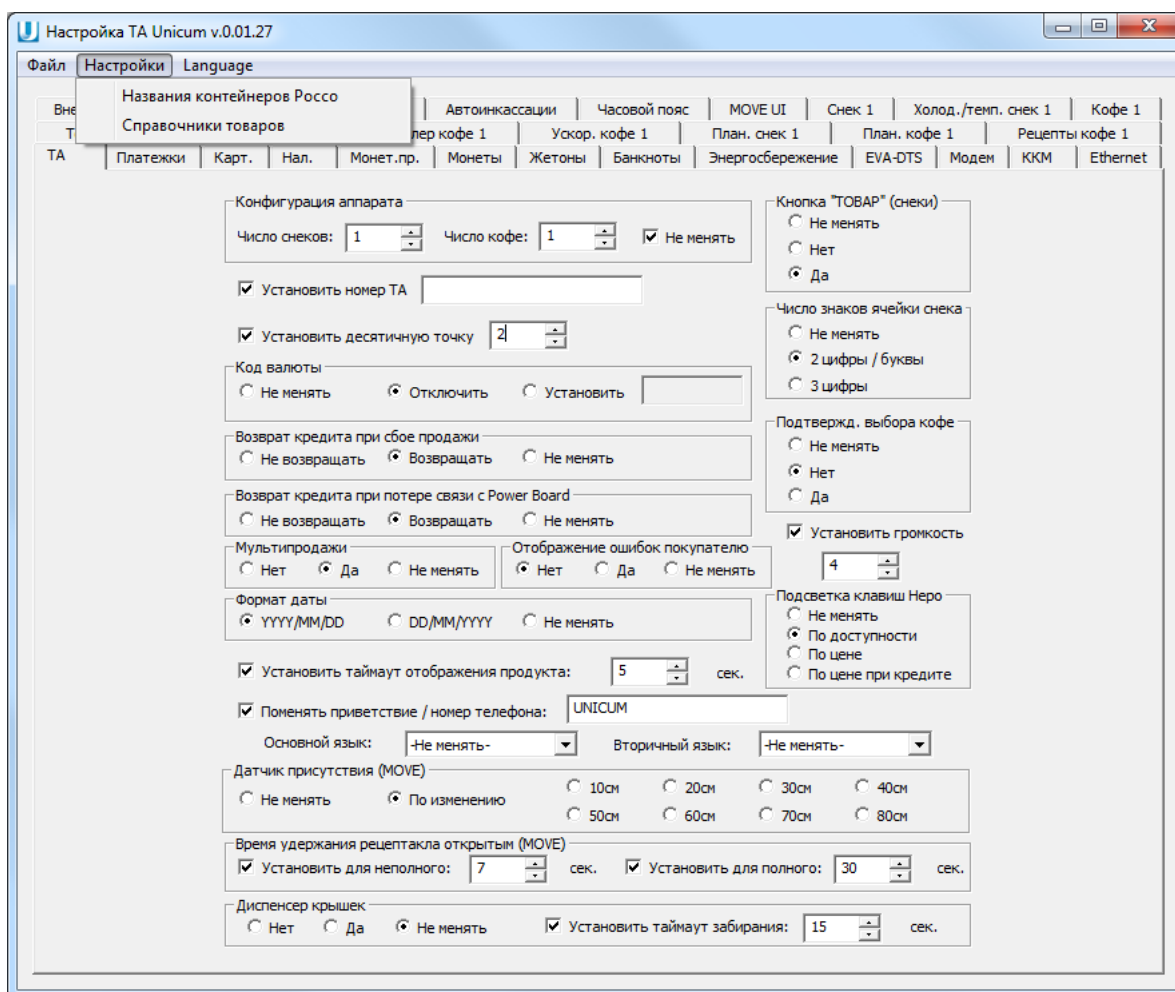 Настройка ТА Unicum v.0.01.27
Файл Настройки Language
Названия контейнеров Россо
Справочники товаров
Автоинкассации Часовой пояс MOVE UI Снек 1 Холод./темп. снек 1 Кофе 1
Ускор. кофе 1 План. снек 1 План. кофе 1 Рецепты кофе 1
ТА Платежки Карт. Нал. Монет.пр. Монеты Жетоны Банкноты Энергосбережение EVA-DTS Модем ККМ Ethernet
Конфигурация аппарата
Число снеков: 1 Число кофе: 1 Не менять
Установить номер ТА
Установить десятичную точку 2
Код валюты
Не менять Отключить Установить
Возврат кредита при сбое продажи
Не возвращать Возвращать Не менять
Возврат кредита при потере связи с Power Board
Не возвращать Возвращать Не менять
Мультипродажи
Нет Да Не менять
Отображение ошибок покупателю
Нет Да Не менять
Формат даты
YYYY/MM/DD DD/MM/YYYY Не менять
Установить таймаут отображения продукта: 5 сек.
Поменять приветствие / номер телефона: UNICUM
Основной язык: -Не менять- Вторичный язык: -Не менять-
Кнопка "ТОВАР" (снеки)
Не менять
Нет
Да
Число знаков ячейки снека
Не менять
2 цифры / буквы
3 цифры
Подтвержд. выбора кофе
Не менять
Нет
Да
Установить громкость
4
Подсветка клавиш Неро
Не менять
По доступности
По цене
По цене при кредите
Датчик присутствия (MOVE)
Не менять По изменению
10см 20см 30см 40см
50см 60см 70см 80см
Время удержания рецептакла открытым (MOVE)
Установить для неполного: 7 сек. Установить для полного: 30 сек.
Диспенсер крышек
Нет Да Не менять Установить таймаут забирания: 15 сек.